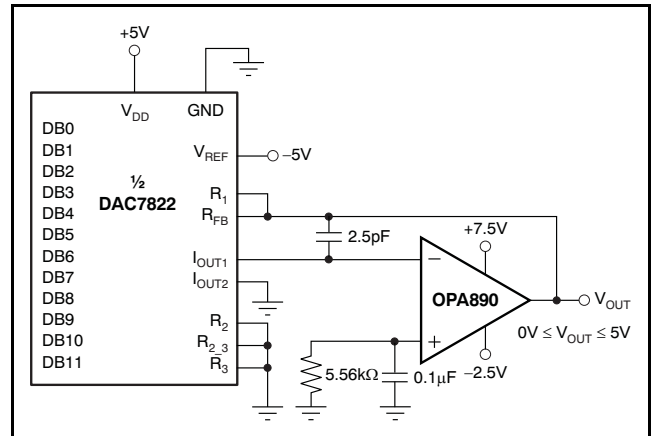 +5V
V_DD
GND
DB0
DB1
DB2
DB3
DB4
DB5
DB6
DB7
DB8
DB9
DB10
DB11
½
DAC7822
V_REF
−5V
R_1
R_FB
2.5pF
I_OUT1
I_OUT2
R_2
R_2_3
R_3
+7.5V
−
OPA890
+
V_OUT
0V ≤ V_OUT ≤ 5V
−2.5V
5.56kΩ
0.1µF